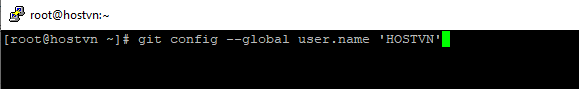 root@hostvn:~
[root@hostvn ~]# git config --global user.name 'HOSTVN'